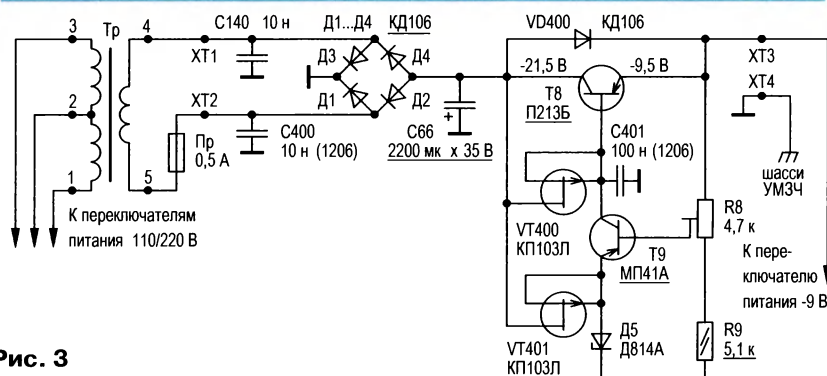 3
Тр
4
C140 10 н
Д1...Д4 КД106
VD400 КД106
XT1
Д3
Д4
-21,5 В
-9,5 В
XT3
2
XT2
Д1
Д2
Т8
П213Б
XT4
Пр
0,5 А
C400
10 н (1206)
+
C66
2200 мк х 35 В
C401
100 н (1206)
шасси
УМЗЧ
1
5
К переключателям
питания 110/220 В
VT400
КП103Л
Т9
МП41А
R8
4,7 к
К пере-
ключателю
питания -9 В
VT401
КП103Л
Д5
Д814А
R9
5,1 к
Рис. 3